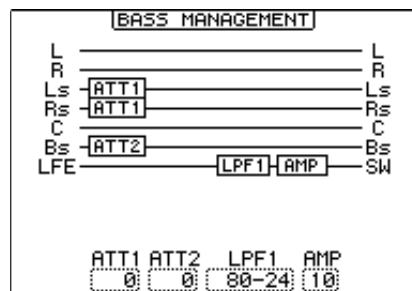 BASS MANAGEMENT
L L
R R
Ls ATT1 Ls
Rs ATT1 Rs
C C
Bs ATT2 Bs
LFE LPF1 AMP SW
ATT1 ATT2 LPF1 AMP
0 0 80-24 10